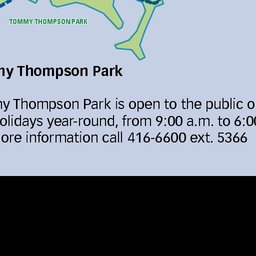 TOMMY THOMPSON PARK
my Thompson Park
my Thompson Park is open to the public o
olidays year-round, from 9:00 a.m. to 6:00
ore information call 416-6600 ext. 5366